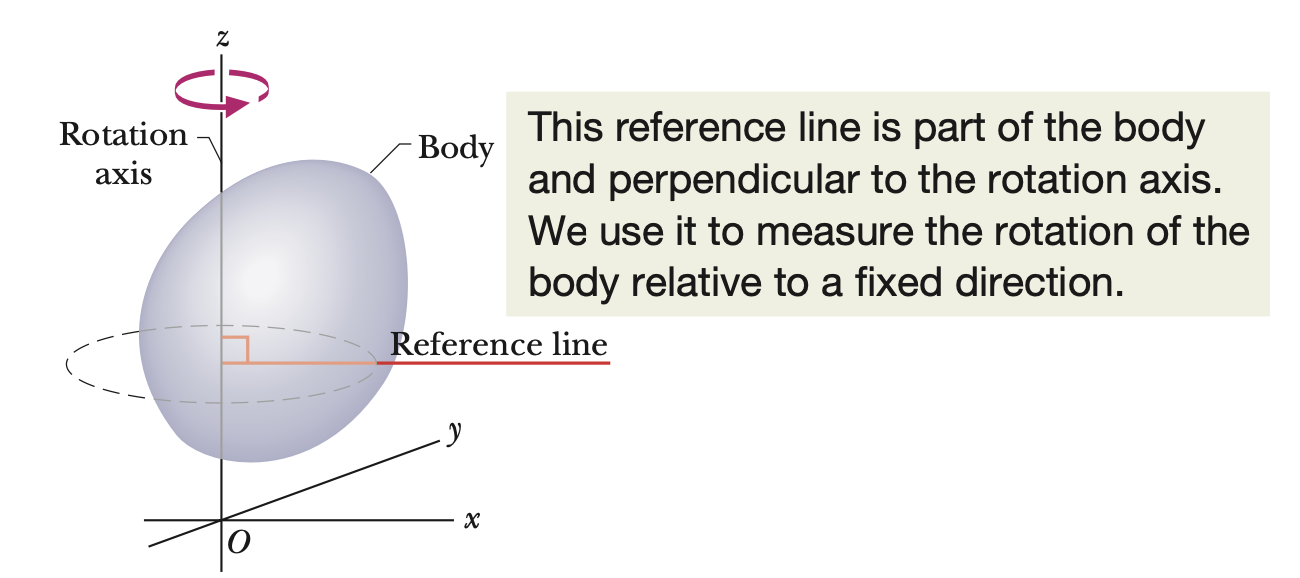 z
Rotation
axis
Body
This reference line is part of the body
and perpendicular to the rotation axis.
We use it to measure the rotation of the
body relative to a fixed direction.
Reference line
y
x
O